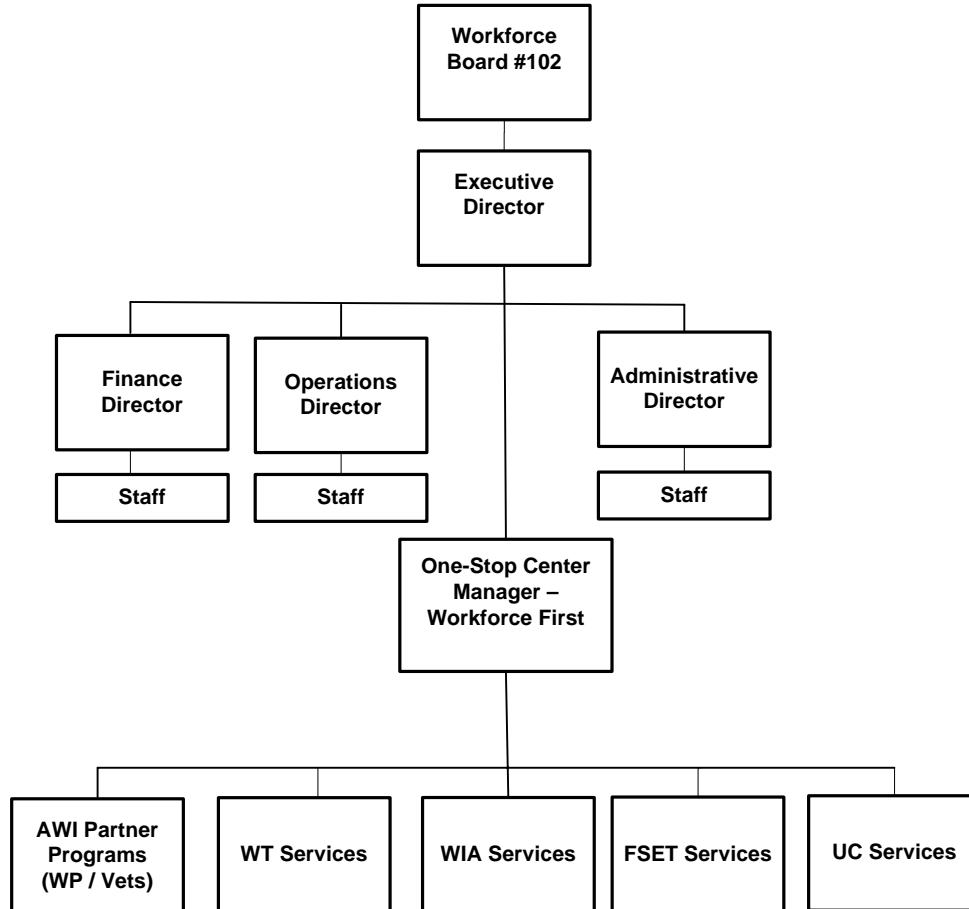 Workforce
Board #102
Executive
Director
Finance
Director
Operations
Director
Administrative
Director
Staff
Staff
Staff
One-Stop Center
Manager –
Workforce First
AWI Partner
Programs
(WP / Vets)
WT Services
WIA Services
FSET Services
UC Services